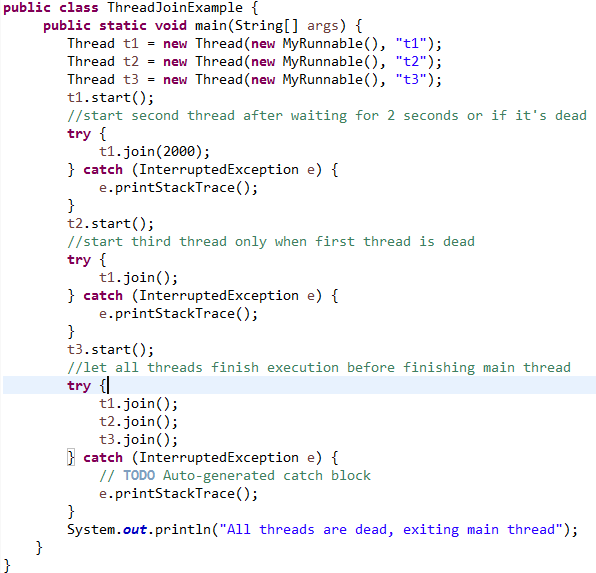 public class ThreadJoinExample {
public static void main(String[] args) {
Thread t1 = new Thread(new MyRunnable(), "t1");
Thread t2 = new Thread(new MyRunnable(), "t2");
Thread t3 = new Thread(new MyRunnable(), "t3");
t1.start();
//start second thread after waiting for 2 seconds or if it's dead
try {
t1.join(2000);
} catch (InterruptedException e) {
e.printStackTrace();
}
t2.start();
//start third thread only when first thread is dead
try {
t1.join();
} catch (InterruptedException e) {
e.printStackTrace();
}
t3.start();
//let all threads finish execution before finishing main thread
try {
t1.join();
t2.join();
t3.join();
} catch (InterruptedException e) {
// TODO Auto-generated catch block
e.printStackTrace();
}
System.out.println("All threads are dead, exiting main thread");
}
}